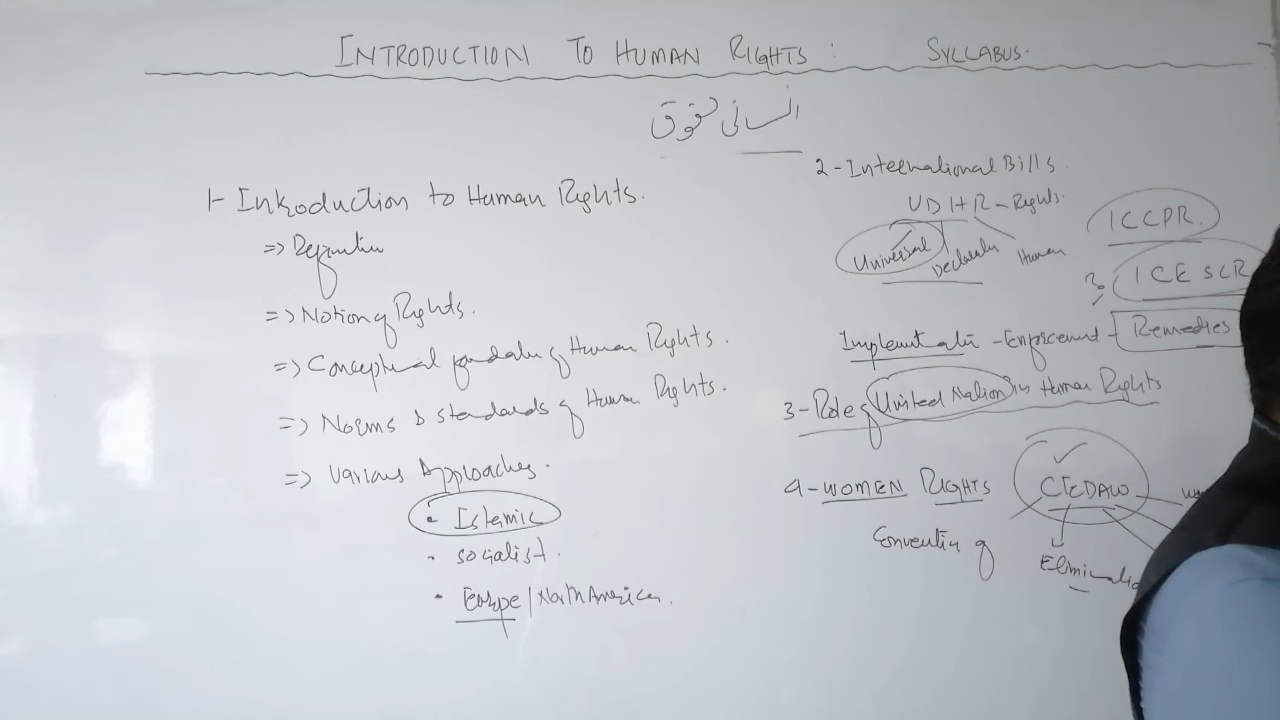 INTRODUCTION TO HUMAN RIGHTS : SYLLABUS.
انسانی حقوق
1- Introduction to Human Rights.
=> Definition
=> Notion of Rights.
=> Conceptual foundation of Human Rights.
=> Norms & standards of Human Rights.
=> Various Approaches.
• Islamic
• socialist.
• Europe / North America.
2- International Bills.
UDHR - Rights.
Universal Declaration Human
ICCPR.
ICESCR
Implementation - Enforcement - Remedies
3- Role of United Nation in Human Rights
4- WOMEN RIGHTS CEDAW
Convention of
Elimination